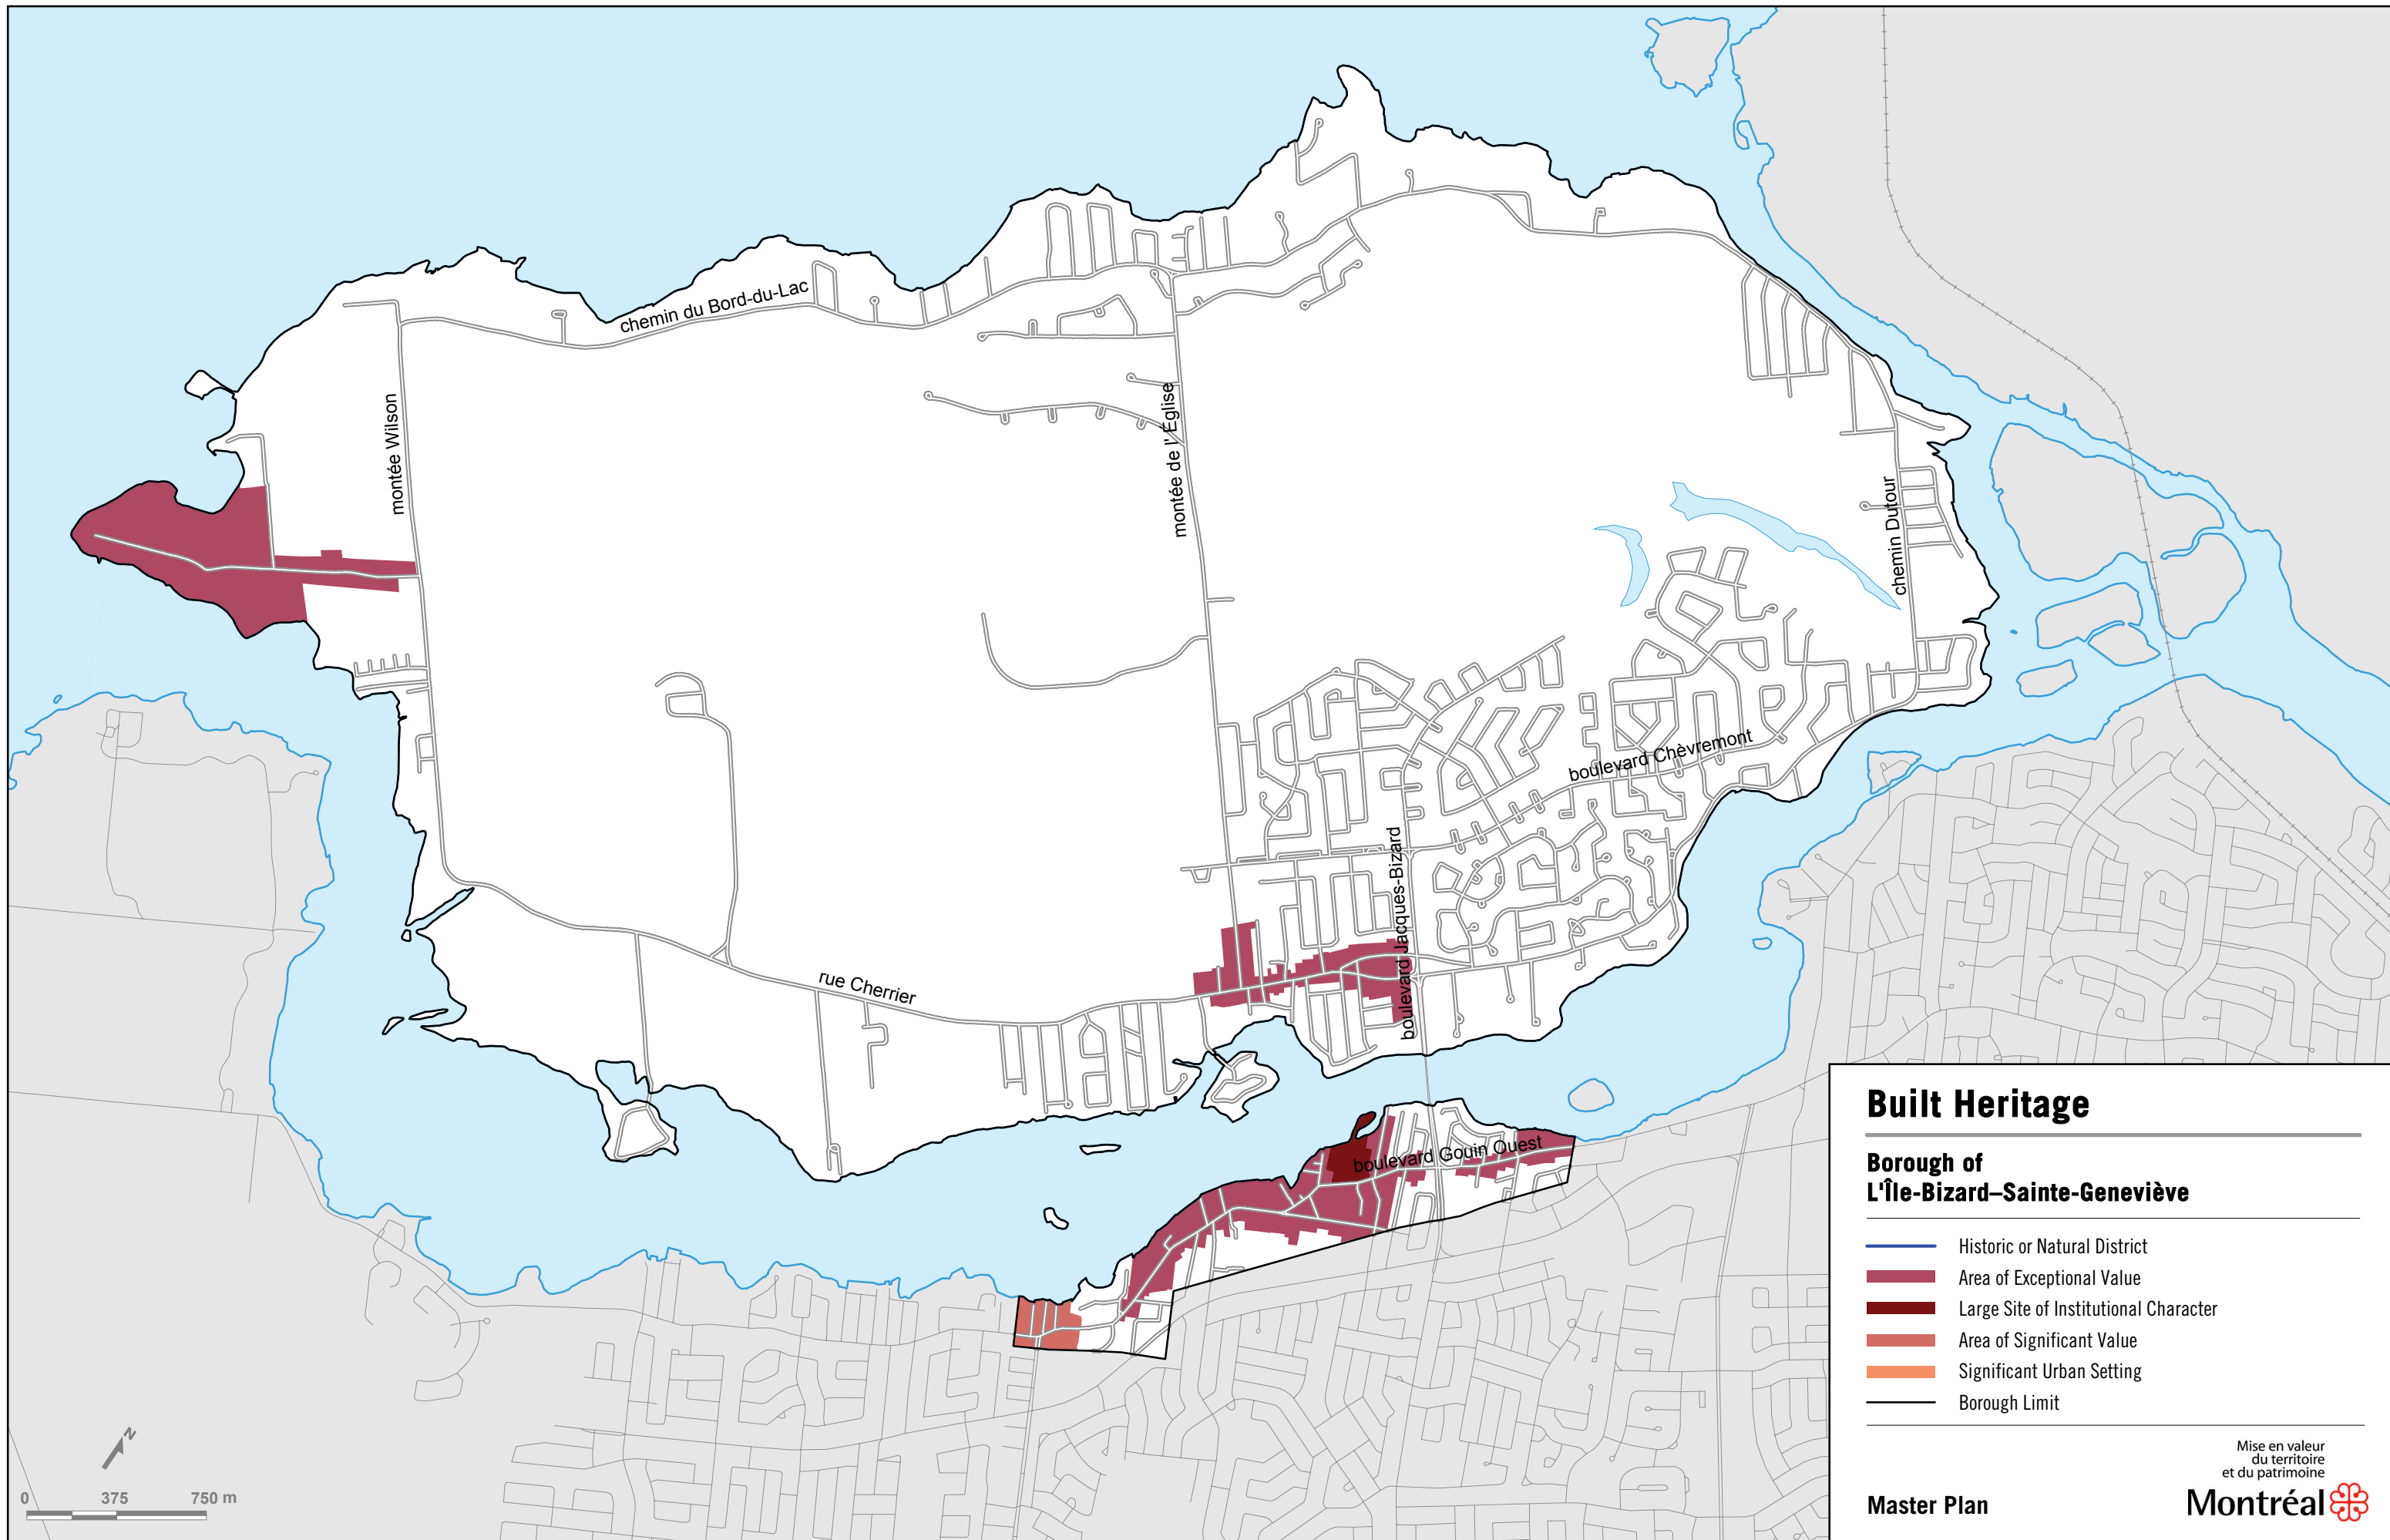 chemin du Bord-du-Lac
montée Wilson
montée de l' Église
chemin Dutour
boulevard Chèvremont
boulevard Jacques-Bizard
rue Cherrier
boulevard Gouin Ouest
N
0 375 750 m
Built Heritage
Borough of
L'Île-Bizard–Sainte-Geneviève
Historic or Natural District
Area of Exceptional Value
Large Site of Institutional Character
Area of Significant Value
Significant Urban Setting
Borough Limit
Mise en valeur
du territoire
et du patrimoine
Master Plan
Montréal